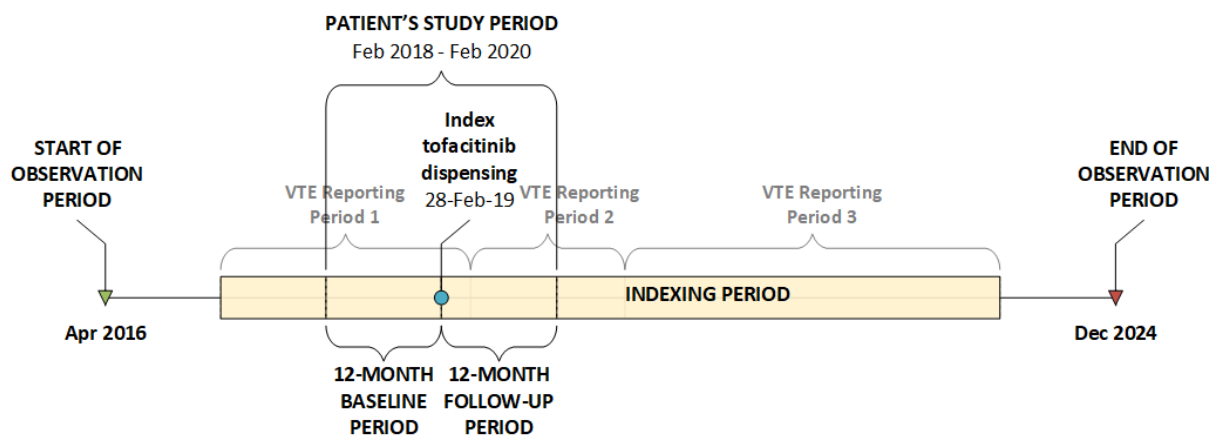 PATIENT'S STUDY PERIOD
Feb 2018 - Feb 2020
START OF
OBSERVATION
PERIOD
Index
tofacitinib
dispensing
28-Feb-19
END OF
OBSERVATION
PERIOD
VTE Reporting
Period 1
VTE Reporting
Period 2
VTE Reporting
Period 3
INDEXING PERIOD
Apr 2016
Dec 2024
12-MONTH
BASELINE
PERIOD
12-MONTH
FOLLOW-UP
PERIOD